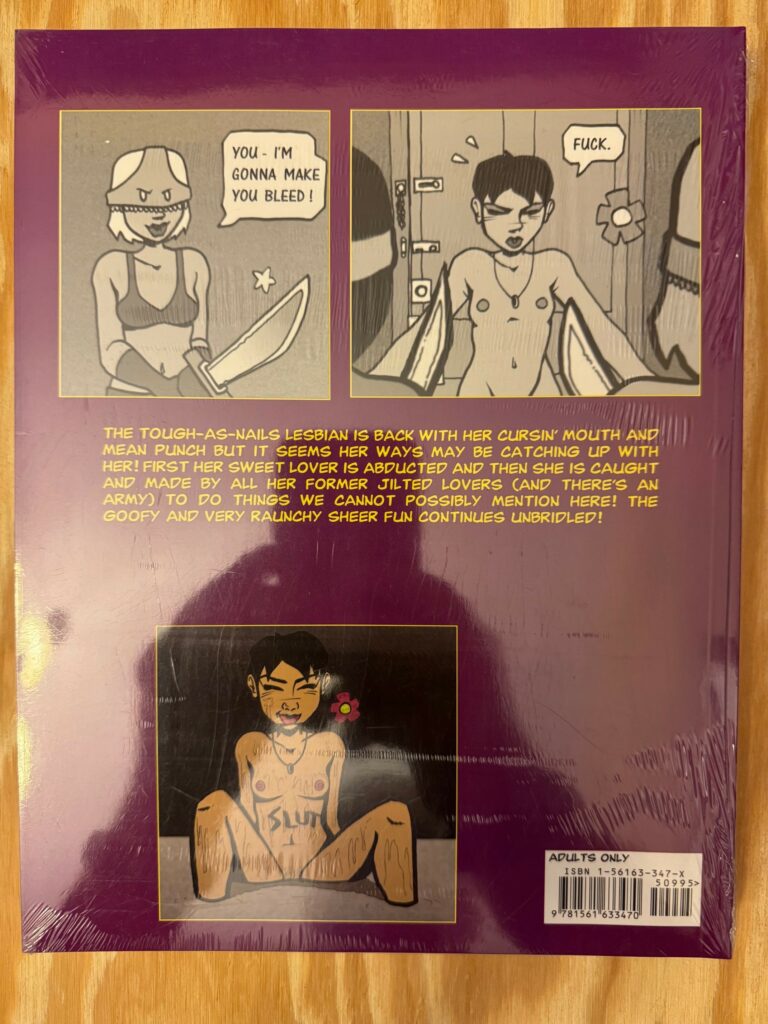 YOU - I'M
GONNA MAKE
YOU BLEED!
FUCK.
THE TOUGH-AS-NAILS LESBIAN IS BACK WITH HER CURSIN' MOUTH AND
MEAN PUNCH BUT IT SEEMS HER WAYS MAY BE CATCHING UP WITH
HER! FIRST HER SWEET LOVER IS ABDUCTED AND THEN SHE IS CAUGHT
AND MADE BY ALL HER FORMER JILTED LOVERS (AND THERE'S AN
ARMY) TO DO THINGS WE CANNOT POSSIBLY MENTION HERE! THE
GOOFY AND VERY RAUNCHY SHEER FUN CONTINUES UNBRIDLED!
SLUT
ADULTS ONLY
ISBN 1-56163-347-X
50995>
9 781561 633470